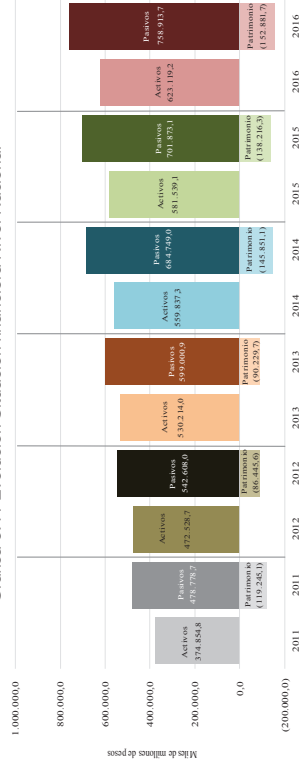 Miles de millones de pesos
1.000.000,0
800.000,0
600.000,0
400.000,0
200.000,0
0,0
(200.000,0)
Activos
374.854,8
Pasivos
478.778,7
Patrimonio
(119.245,1)
Activos
472.528,7
Pasivos
542.608,0
Patrimonio
(86.445,6)
Activos
530.214,0
Pasivos
599.000,9
Patrimonio
(90.229,7)
Activos
559.837,3
Pasivos
684.749,0
Patrimonio
(145.851,1)
Activos
581.539,1
Pasivos
701.873,1
Patrimonio
(138.216,3)
Activos
623.119,2
Pasivos
758.913,7
Patrimonio
(152.881,7)
2011 2011 2012 2012 2013 2013 2014 2014 2015 2015 2016 2016